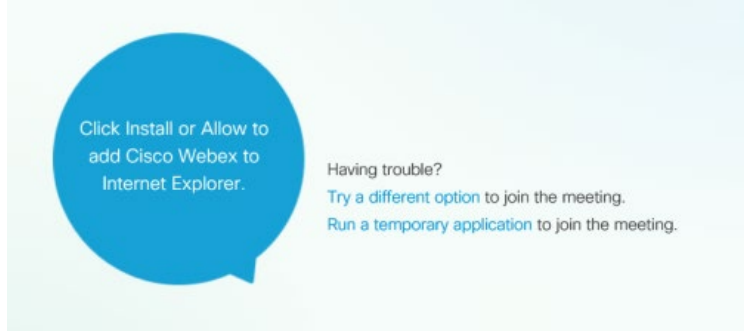 Click Install or Allow to
add Cisco Webex to
Internet Explorer.
Having trouble?
Try a different option to join the meeting.
Run a temporary application to join the meeting.